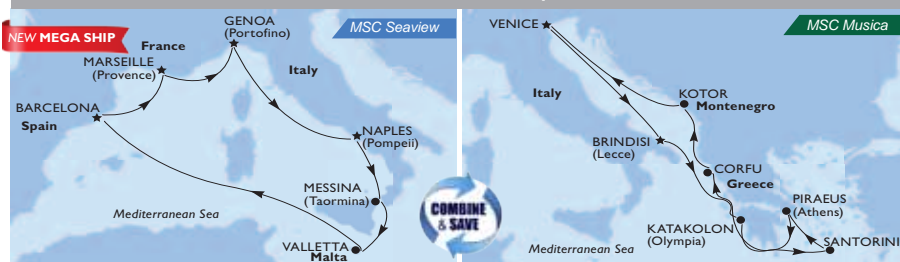 NEW MEGA SHIP
MSC Seaview
GENOA
(Portofino)
France
MARSEILLE
(Provence)
Italy
BARCELONA
Spain
NAPLES
(Pompeii)
MESSINA
(Taormina)
Mediterranean Sea
VALLETTA
Malta
COMBINE
& SAVE
MSC Musica
VENICE
Italy
KOTOR
Montenegro
BRINDISI
(Lecce)
CORFU
Greece
PIRAEUS
(Athens)
KATAKOLON
(Olympia)
SANTORINI
Mediterranean Sea